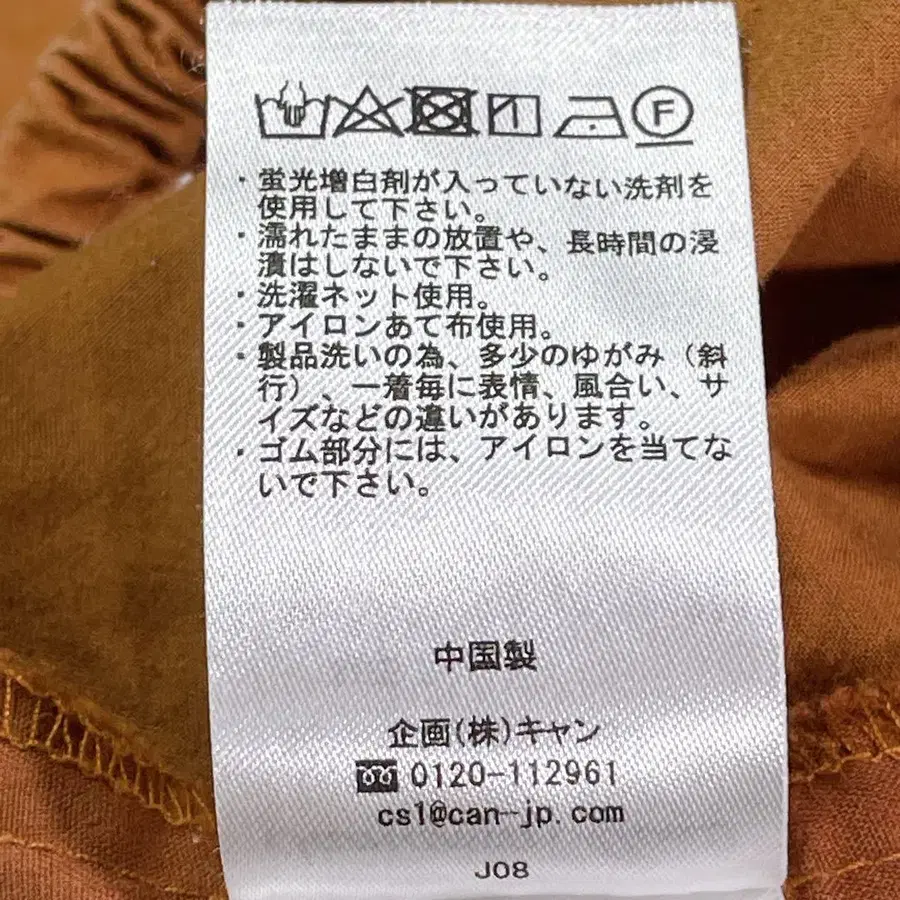 F
・蛍光増白剤が入っていない洗剤を
使用して下さい。
・濡れたままの放置や、長時間の浸
漬はしないで下さい。
・洗濯ネット使用。
・アイロンあて布使用。
・製品洗いの為、多少のゆがみ（斜
行）、一着毎に表情、風合い、サ
イズなどの違いがあります。
・ゴム部分には、アイロンを当てな
いで下さい。
中国製
企画(株)キャン
0120-112961
cs1@can-jp.com
J08